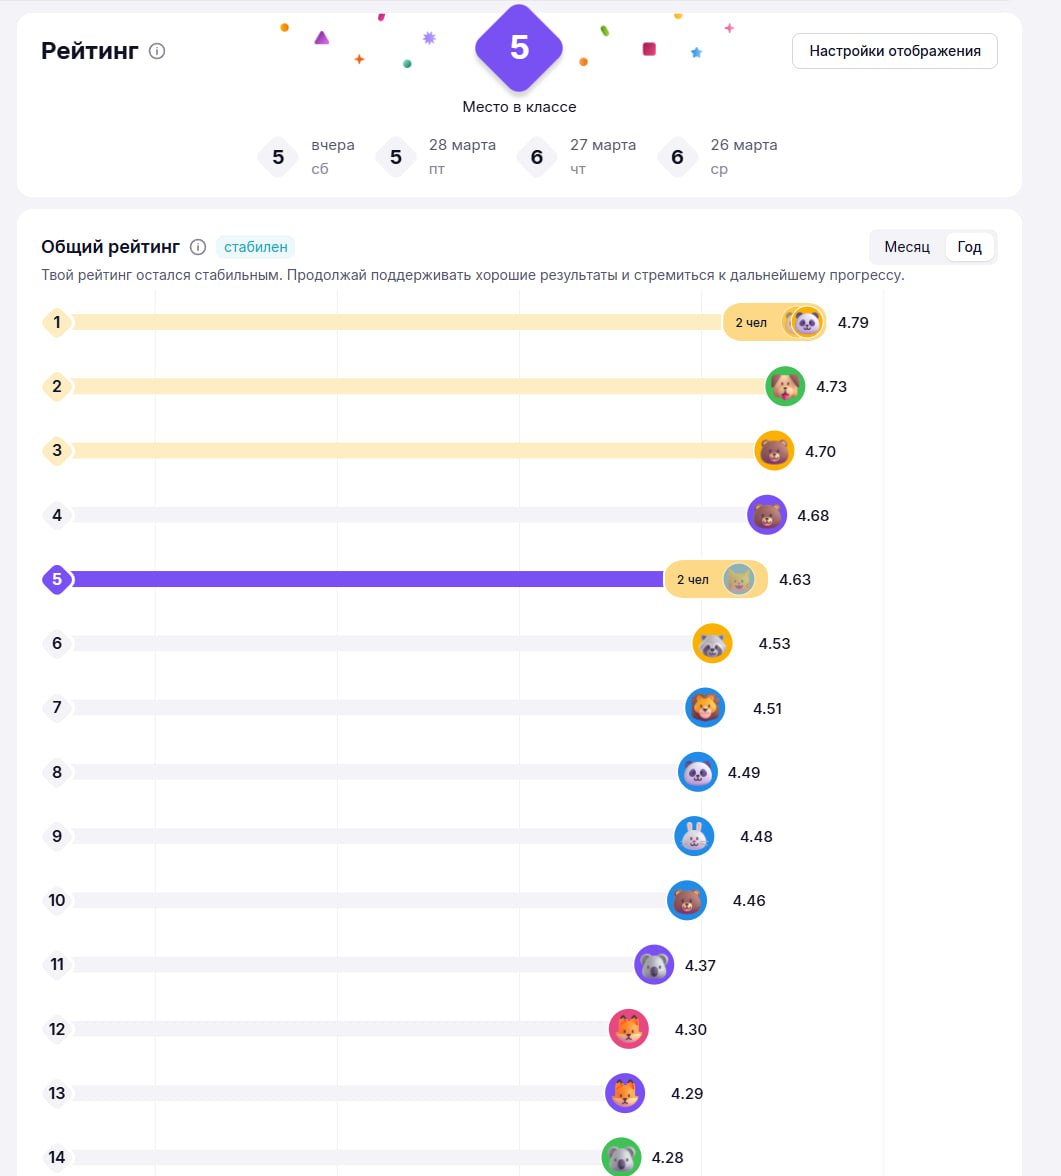 Рейтинг
5
Настройки отображения
Место в классе
5 вчера 5 28 марта 6 27 марта 6 26 марта
сб пт чт ср
Общий рейтинг стабилен Месяц Год
Твой рейтинг остался стабильным. Продолжай поддерживать хорошие результаты и стремиться к дальнейшему прогрессу.
1 2 чел 4.79
2 4.73
3 4.70
4 4.68
5 2 чел 4.63
6 4.53
7 4.51
8 4.49
9 4.48
10 4.46
11 4.37
12 4.30
13 4.29
14 4.28